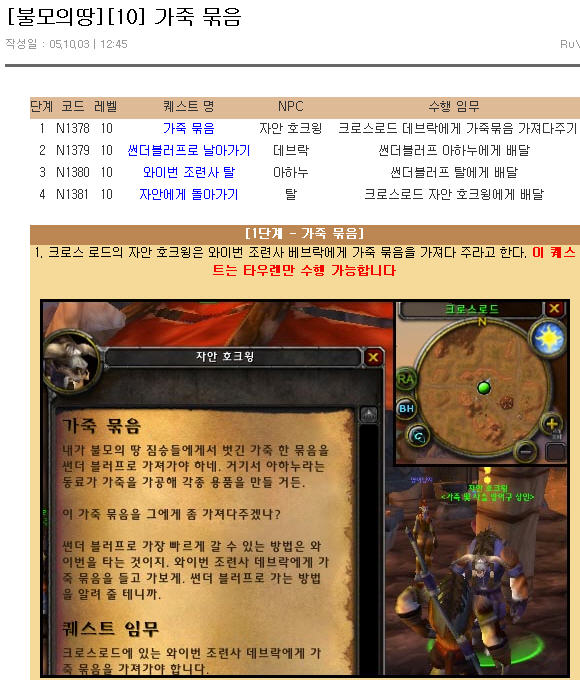 [불모의땅][10] 가죽 묶음
작성일 : 05,10,03 | 12:45
단계 코드 레벨 퀘스트 명 NPC 수행 임무
1 N1378 10 가죽 묶음 자안 호크윙 크로스로드 데브락에게 가죽묶음 가져다주기
2 N1379 10 썬더블러프로 날아가기 데브락 썬더블러프 아하누에게 배달
3 N1380 10 와이번 조련사 탈 아하누 썬더블러프 탈에게 배달
4 N1381 10 자안에게 돌아가기 탈 크로스로드 자안 호크윙에게 배달
[1단계 - 가죽 묶음]
1. 크로스 로드의 자안 호크윙은 와이번 조련사 베브락에게 가죽 묶음을 가져다 주라고 한다. 이 퀘스
트는 타우렌만 수행 가능합니다
자안 호크윙
크로스로드
N
RA
BH
가죽 묶음
내가 불모의 땅 짐승들에게서 벗긴 가죽 한 묶음을
썬더 블러프로 가져가야 하네. 거기서 아하누라는
동료가 가죽을 가공해 각종 용품을 만들 거든.
이 가죽 묶음을 그에게 좀 가져다주겠나?
썬더 블러프로 가장 빠르게 갈 수 있는 방법은 와
이번을 타는 것이지. 와이번 조련사 데브락에게 가
죽 묶음을 들고 가보게. 썬더 블러프로 가는 방법
을 알려 줄 테니까.
퀘스트 임무
크로스로드에 있는 와이번 조련사 데브락에게 가
죽 묶음을 가져가야 합니다.
자안 호크윙
<가죽 및 사슬 방어구 상인>